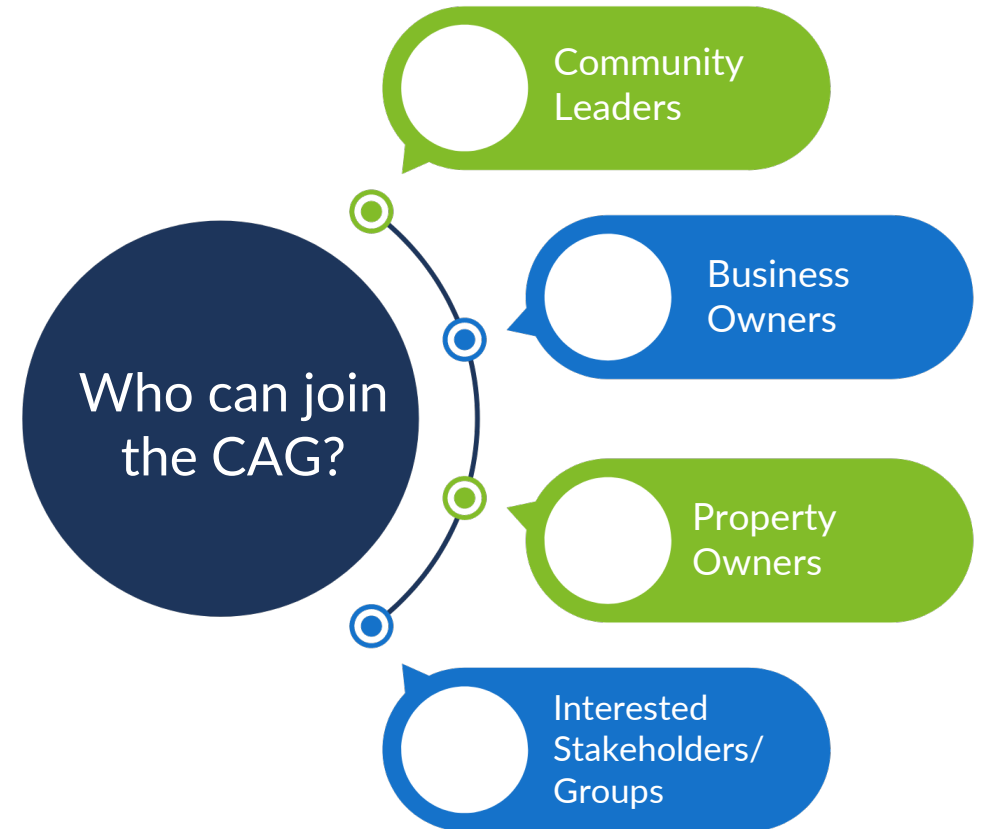 Who can join
the CAG?
Community
Leaders
Business
Owners
Property
Owners
Interested
Stakeholders/
Groups